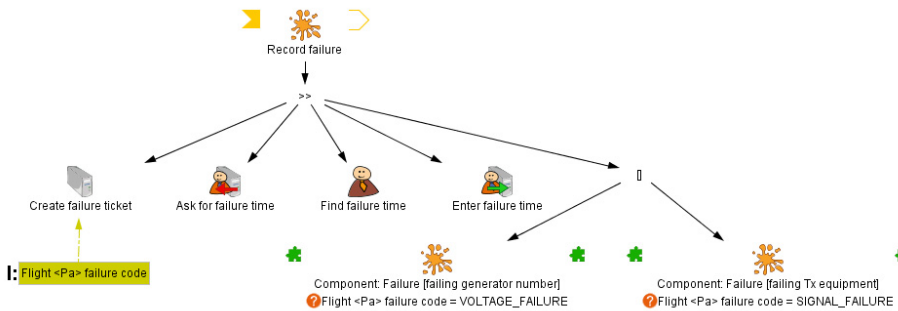 Record failure
>>
[]
Create failure ticket
Ask for failure time
Find failure time
Enter failure time
I: Flight <Pa> failure code
Component: Failure [failing generator number]
?Flight <Pa> failure code = VOLTAGE_FAILURE
Component: Failure [failing Tx equipment]
?Flight <Pa> failure code = SIGNAL_FAILURE